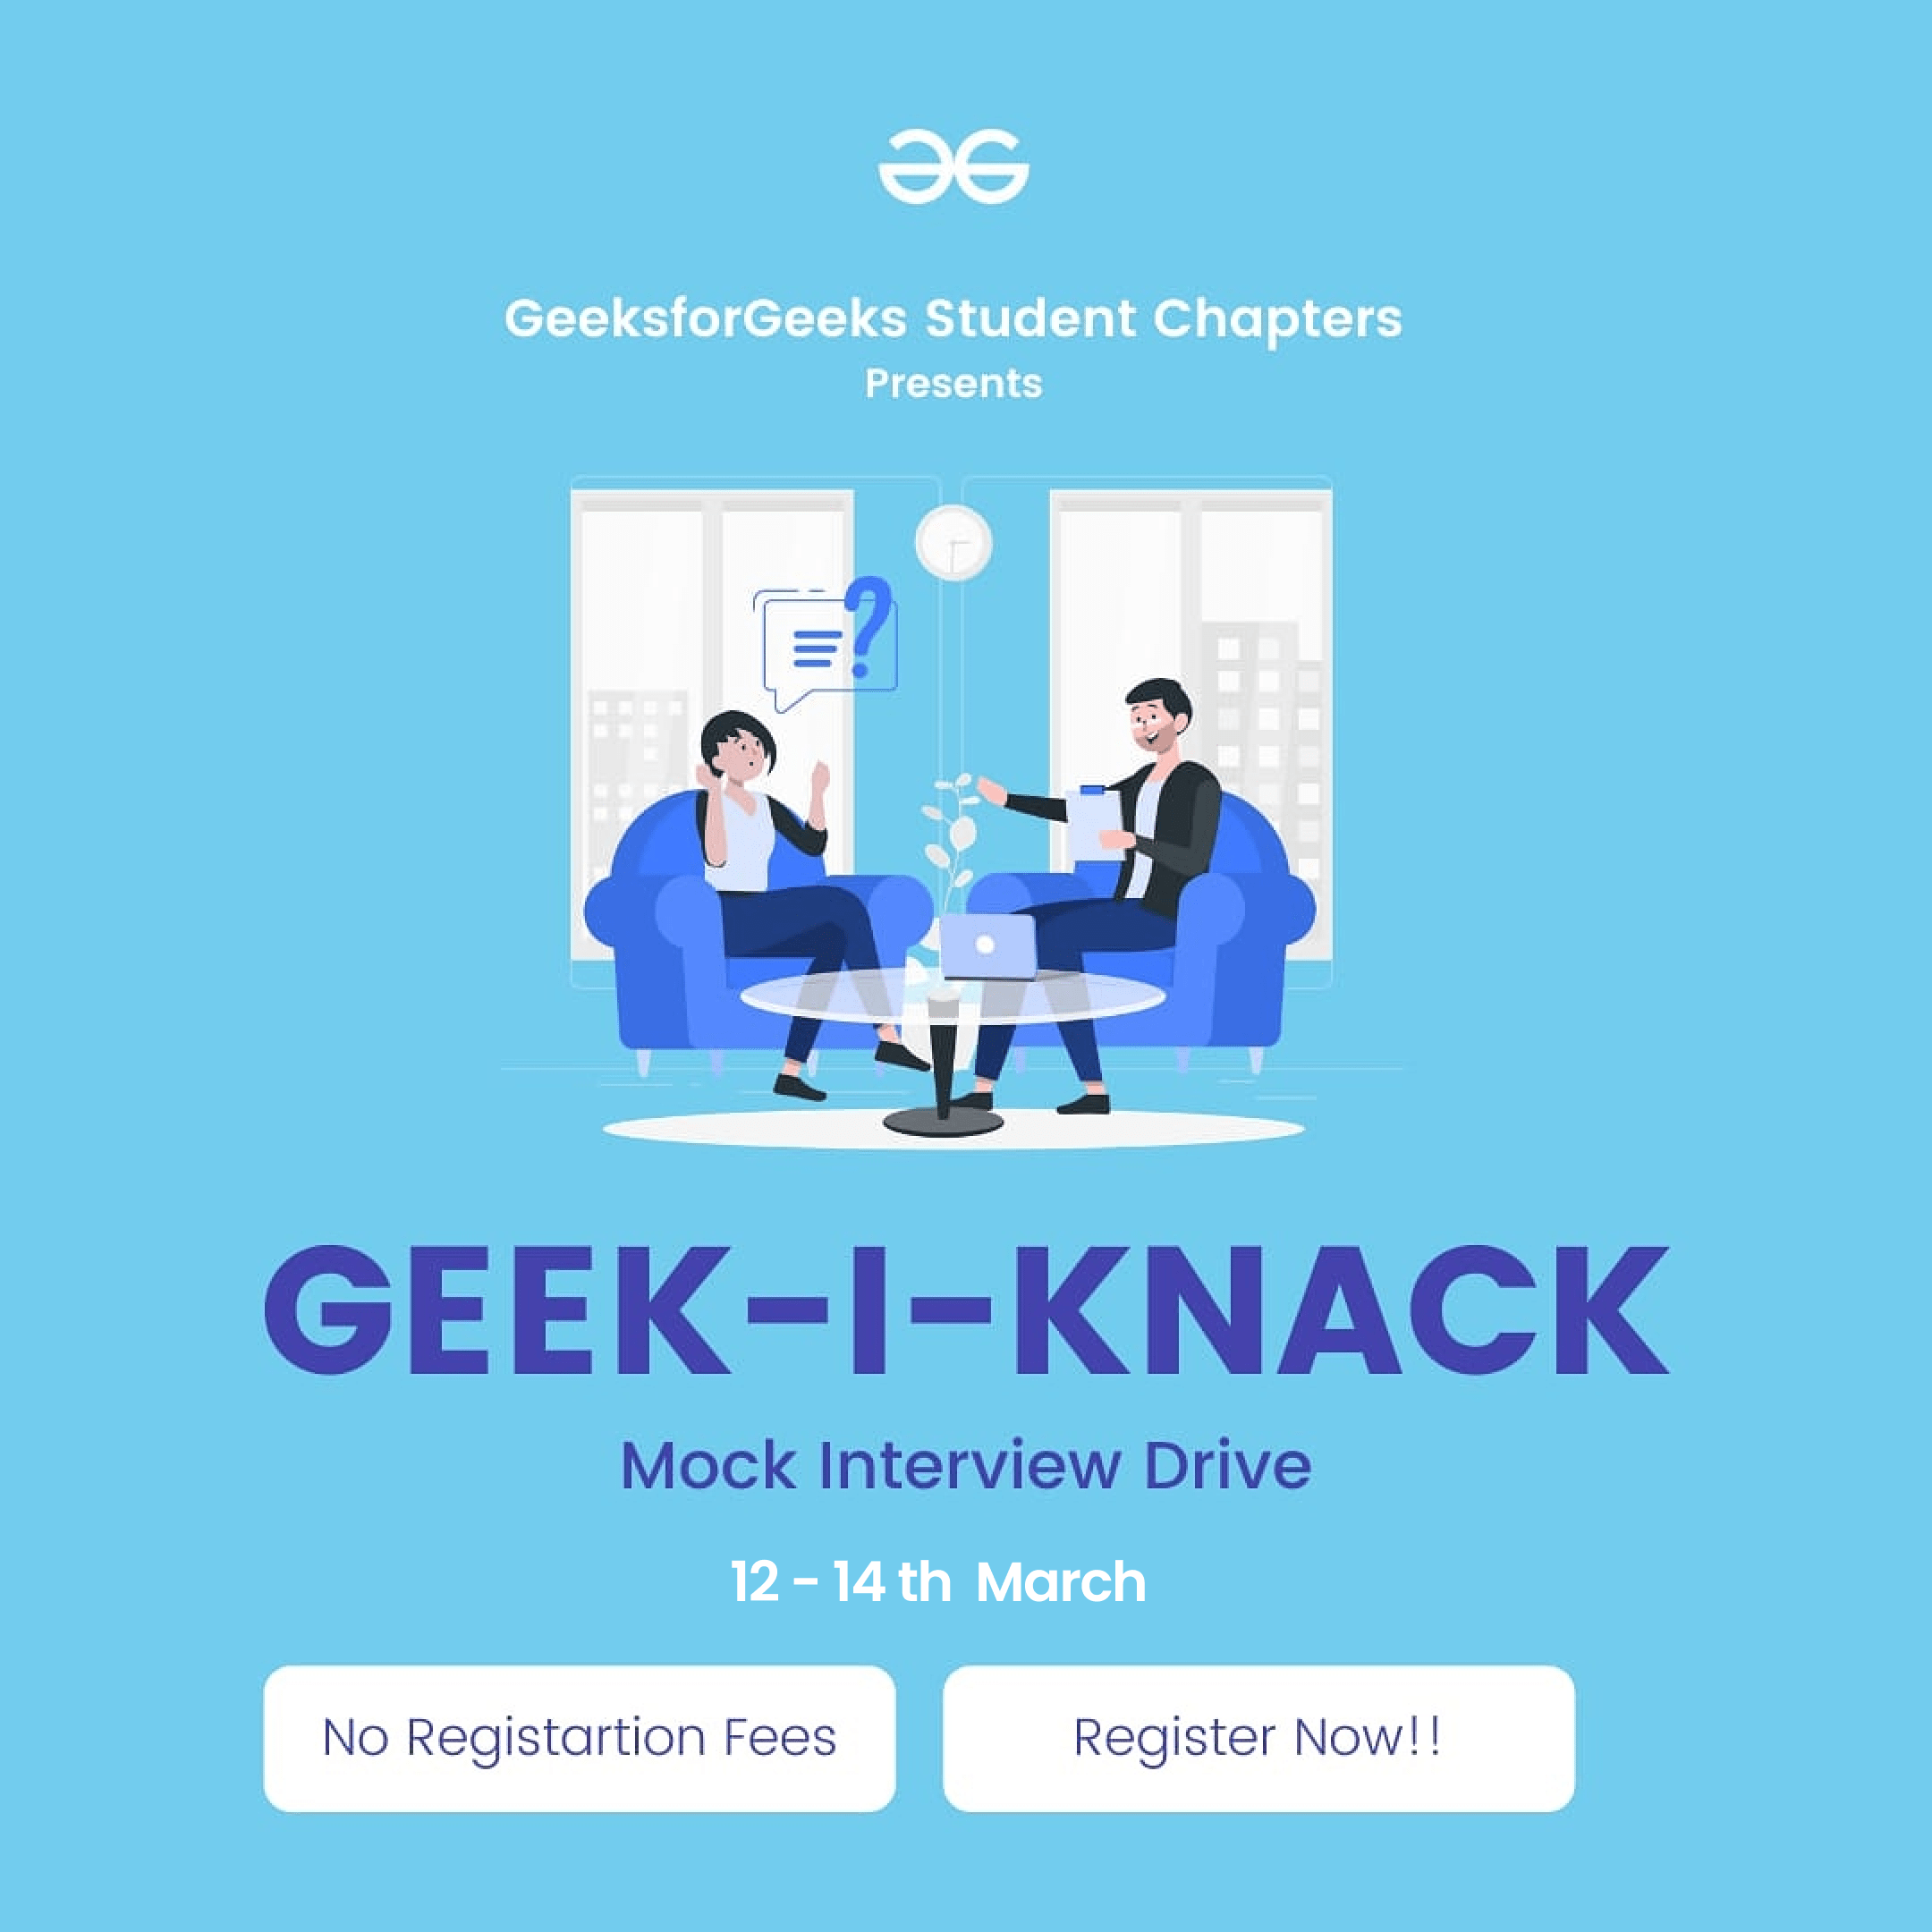 GeeksforGeeks Student Chapters
Presents
?
GEEK-I-KNACK
Mock Interview Drive
12 - 14 th March
No Registartion Fees
Register Now!!